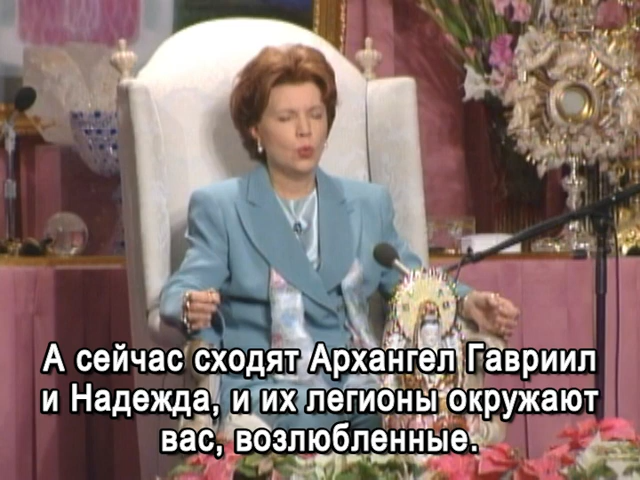 А сейчас сходят Архангел Гавриил
и Надежда, и их легионы окружают
вас, возлюбленные.